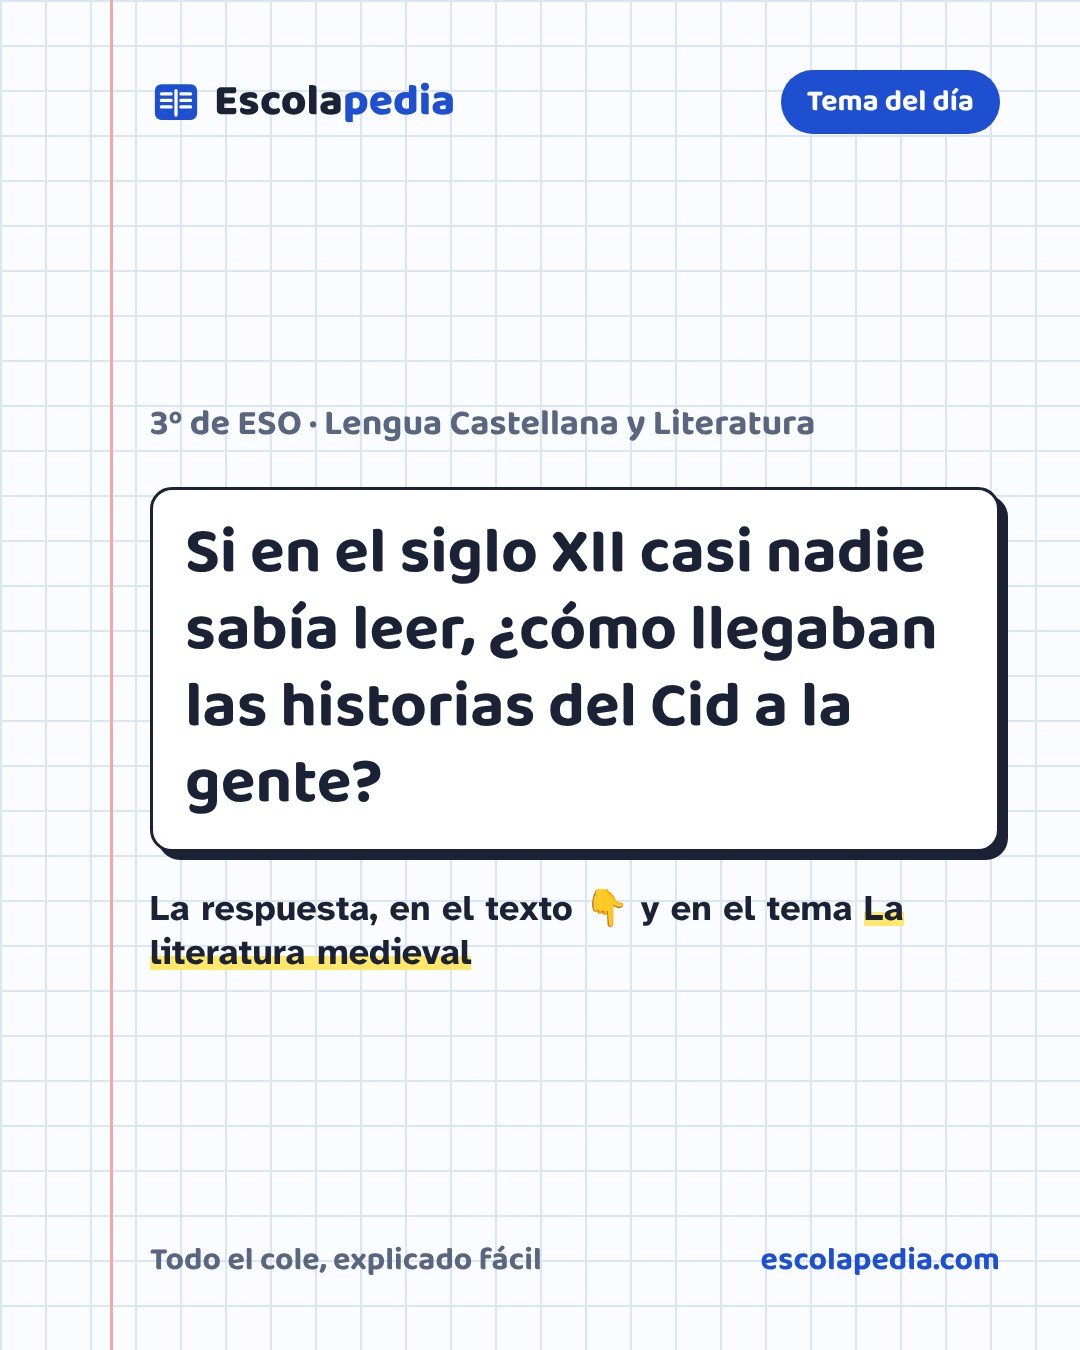 Escolapedia
Tema del día
3º de ESO · Lengua Castellana y Literatura
Si en el siglo XII casi nadie
sabía leer, ¿cómo llegaban
las historias del Cid a la
gente?
La respuesta, en el texto 👇 y en el tema La
literatura medieval
Todo el cole, explicado fácil
escolapedia.com